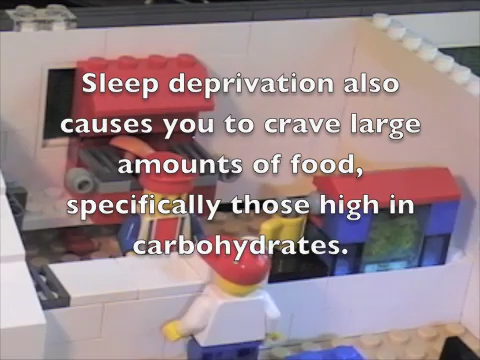 Sleep deprivation also
causes you to crave large
amounts of food,
specifically those high in
carbohydrates.